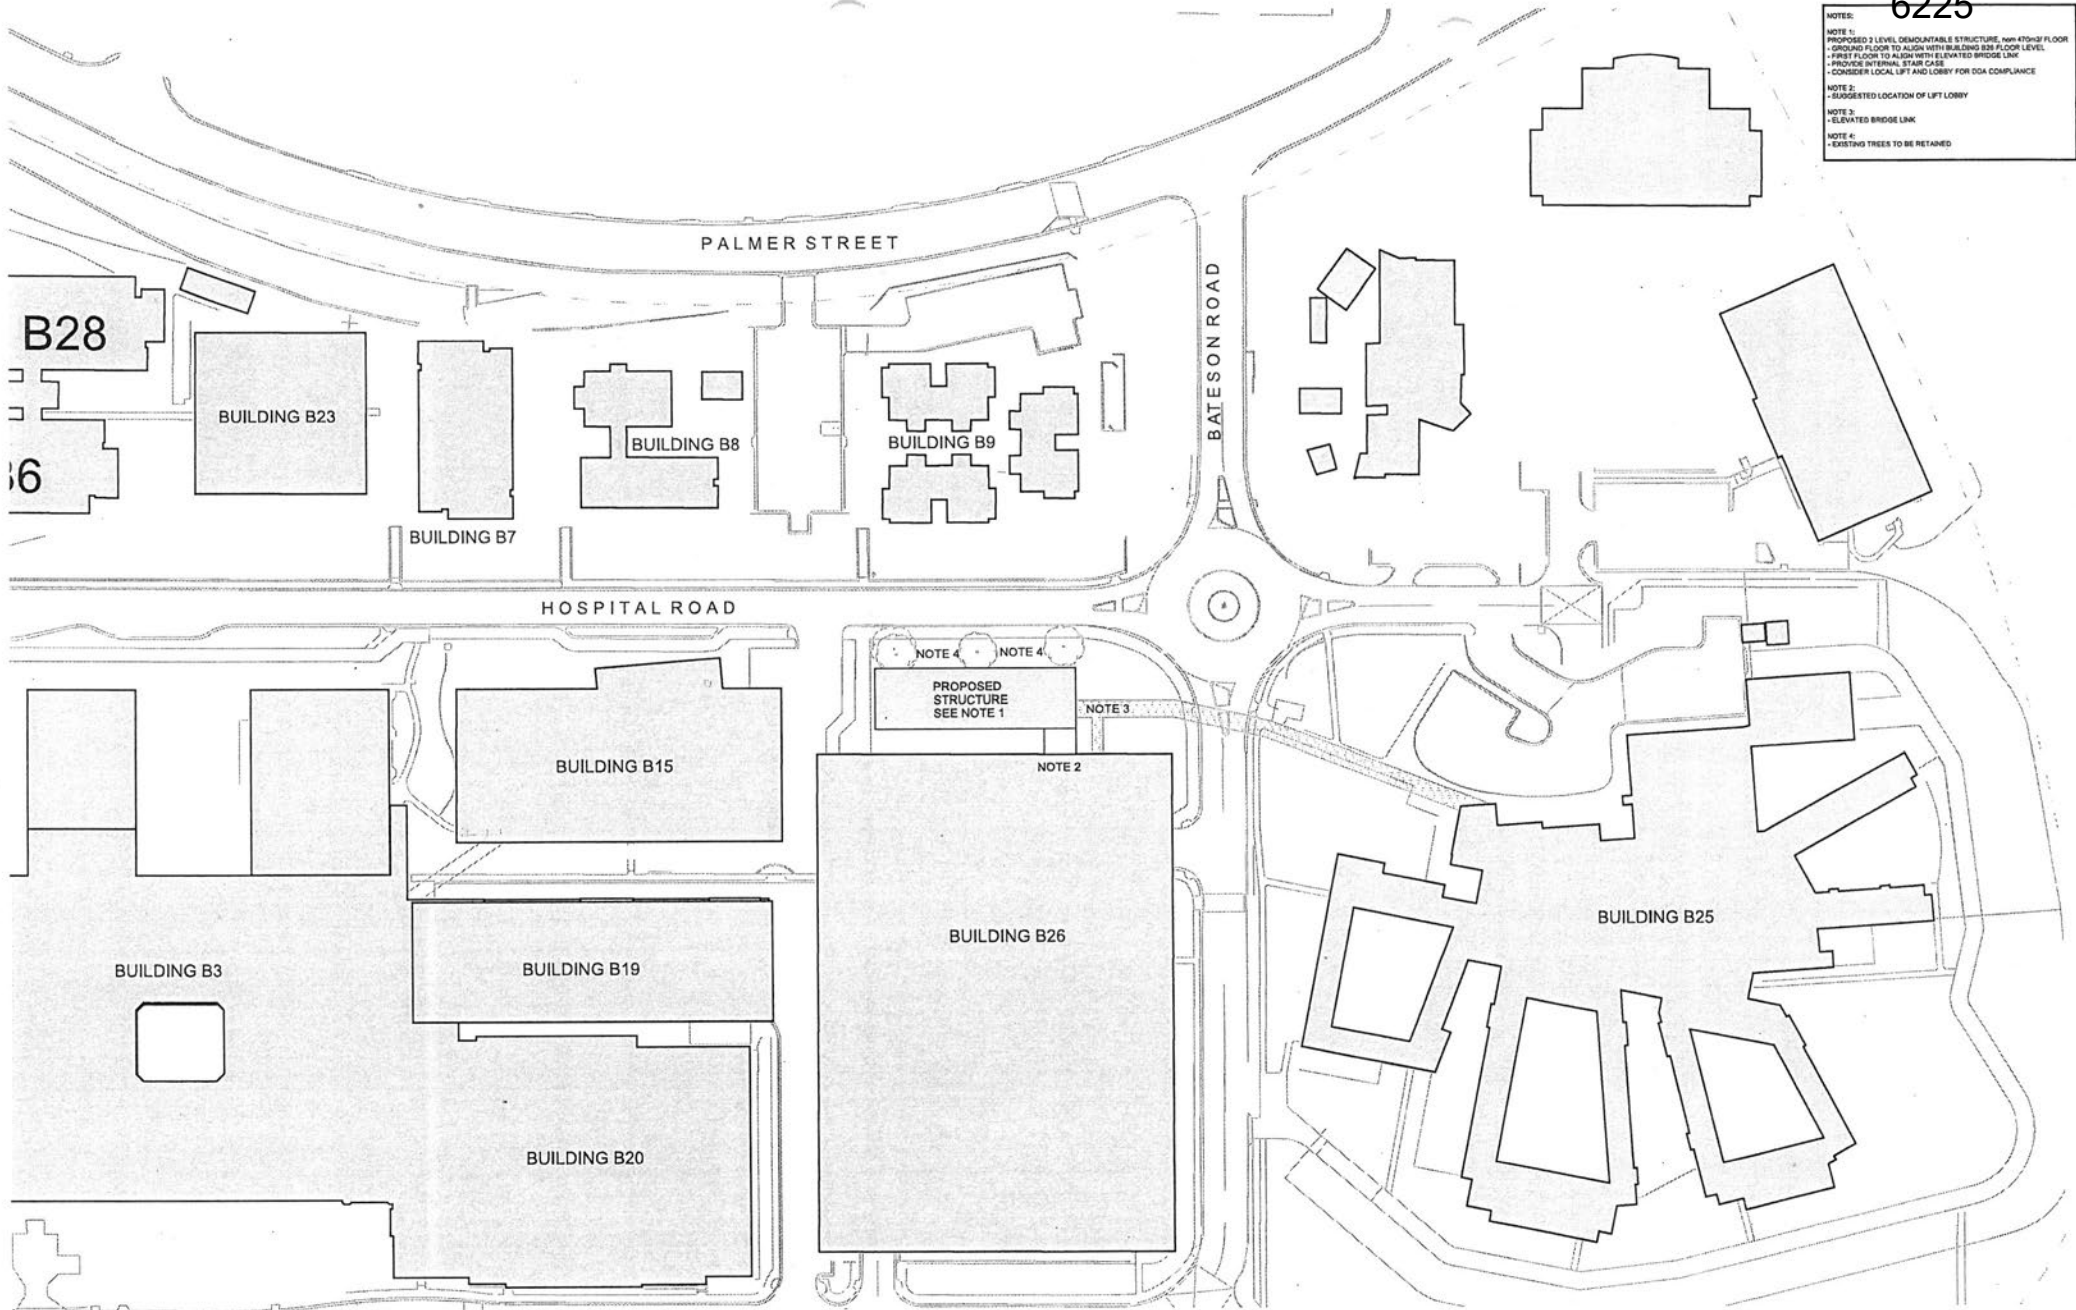 6225
NOTES:
NOTE 1:
PROPOSED 2 LEVEL DEMOUNTABLE STRUCTURE, nom 470m2/ FLOOR
- GROUND FLOOR TO ALIGN WITH BUILDING B26 FLOOR LEVEL
- FIRST FLOOR TO ALIGN WITH ELEVATED BRIDGE LINK
- PROVIDE INTERNAL STAIR CASE
- CONSIDER LOCAL LIFT AND LOBBY FOR DDA COMPLIANCE
NOTE 2:
- SUGGESTED LOCATION OF LIFT LOBBY
NOTE 3:
- ELEVATED BRIDGE LINK
NOTE 4:
- EXISTING TREES TO BE RETAINED
PALMER STREET
BATESON ROAD
B28
BUILDING B23
BUILDING B8
BUILDING B9
36
BUILDING B7
HOSPITAL ROAD
NOTE 4
NOTE 4
PROPOSED
STRUCTURE
SEE NOTE 1
NOTE 3
BUILDING B15
NOTE 2
BUILDING B25
BUILDING B26
BUILDING B3
BUILDING B19
BUILDING B20